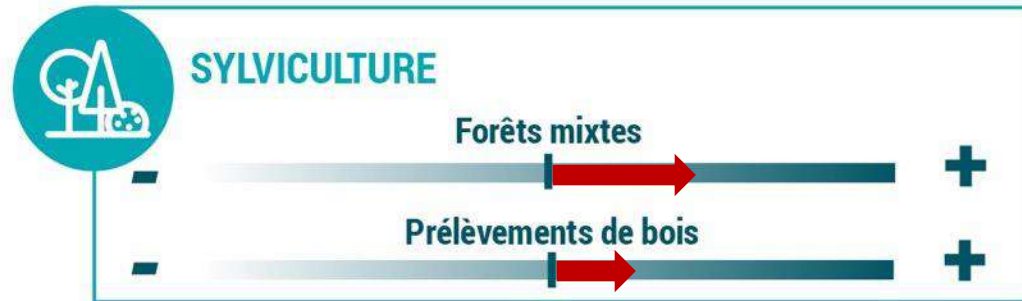 SYLVICULTURE
Forêts mixtes
- +
Prélèvements de bois
- +